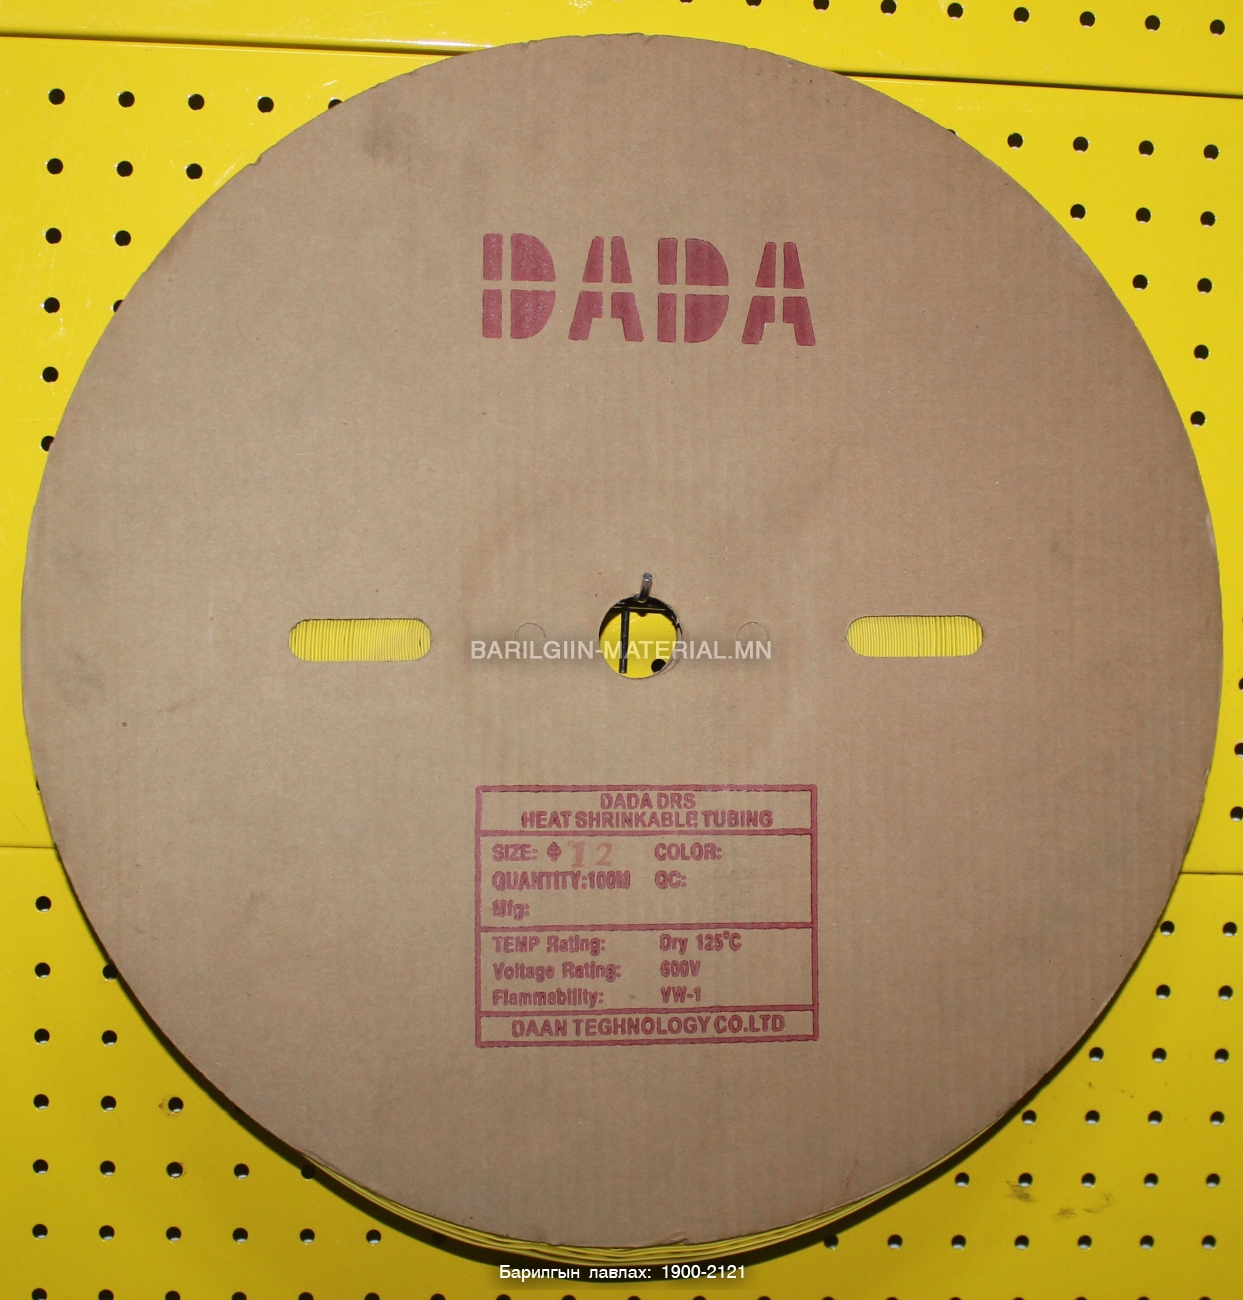 DADA
BARILGIIN-MATERIAL.MN
DADA DRS
HEAT SHRINKABLE TUBING
SIZE: Φ 12 COLOR:
QUANTITY:100M QC:
Mfg:
TEMP Rating: Dry 125°C
Voltage Rating: 600V
Flammability: VW-1
DAAN TEGHNOLOGY CO.LTD
Барилгын лавлах: 1900-2121